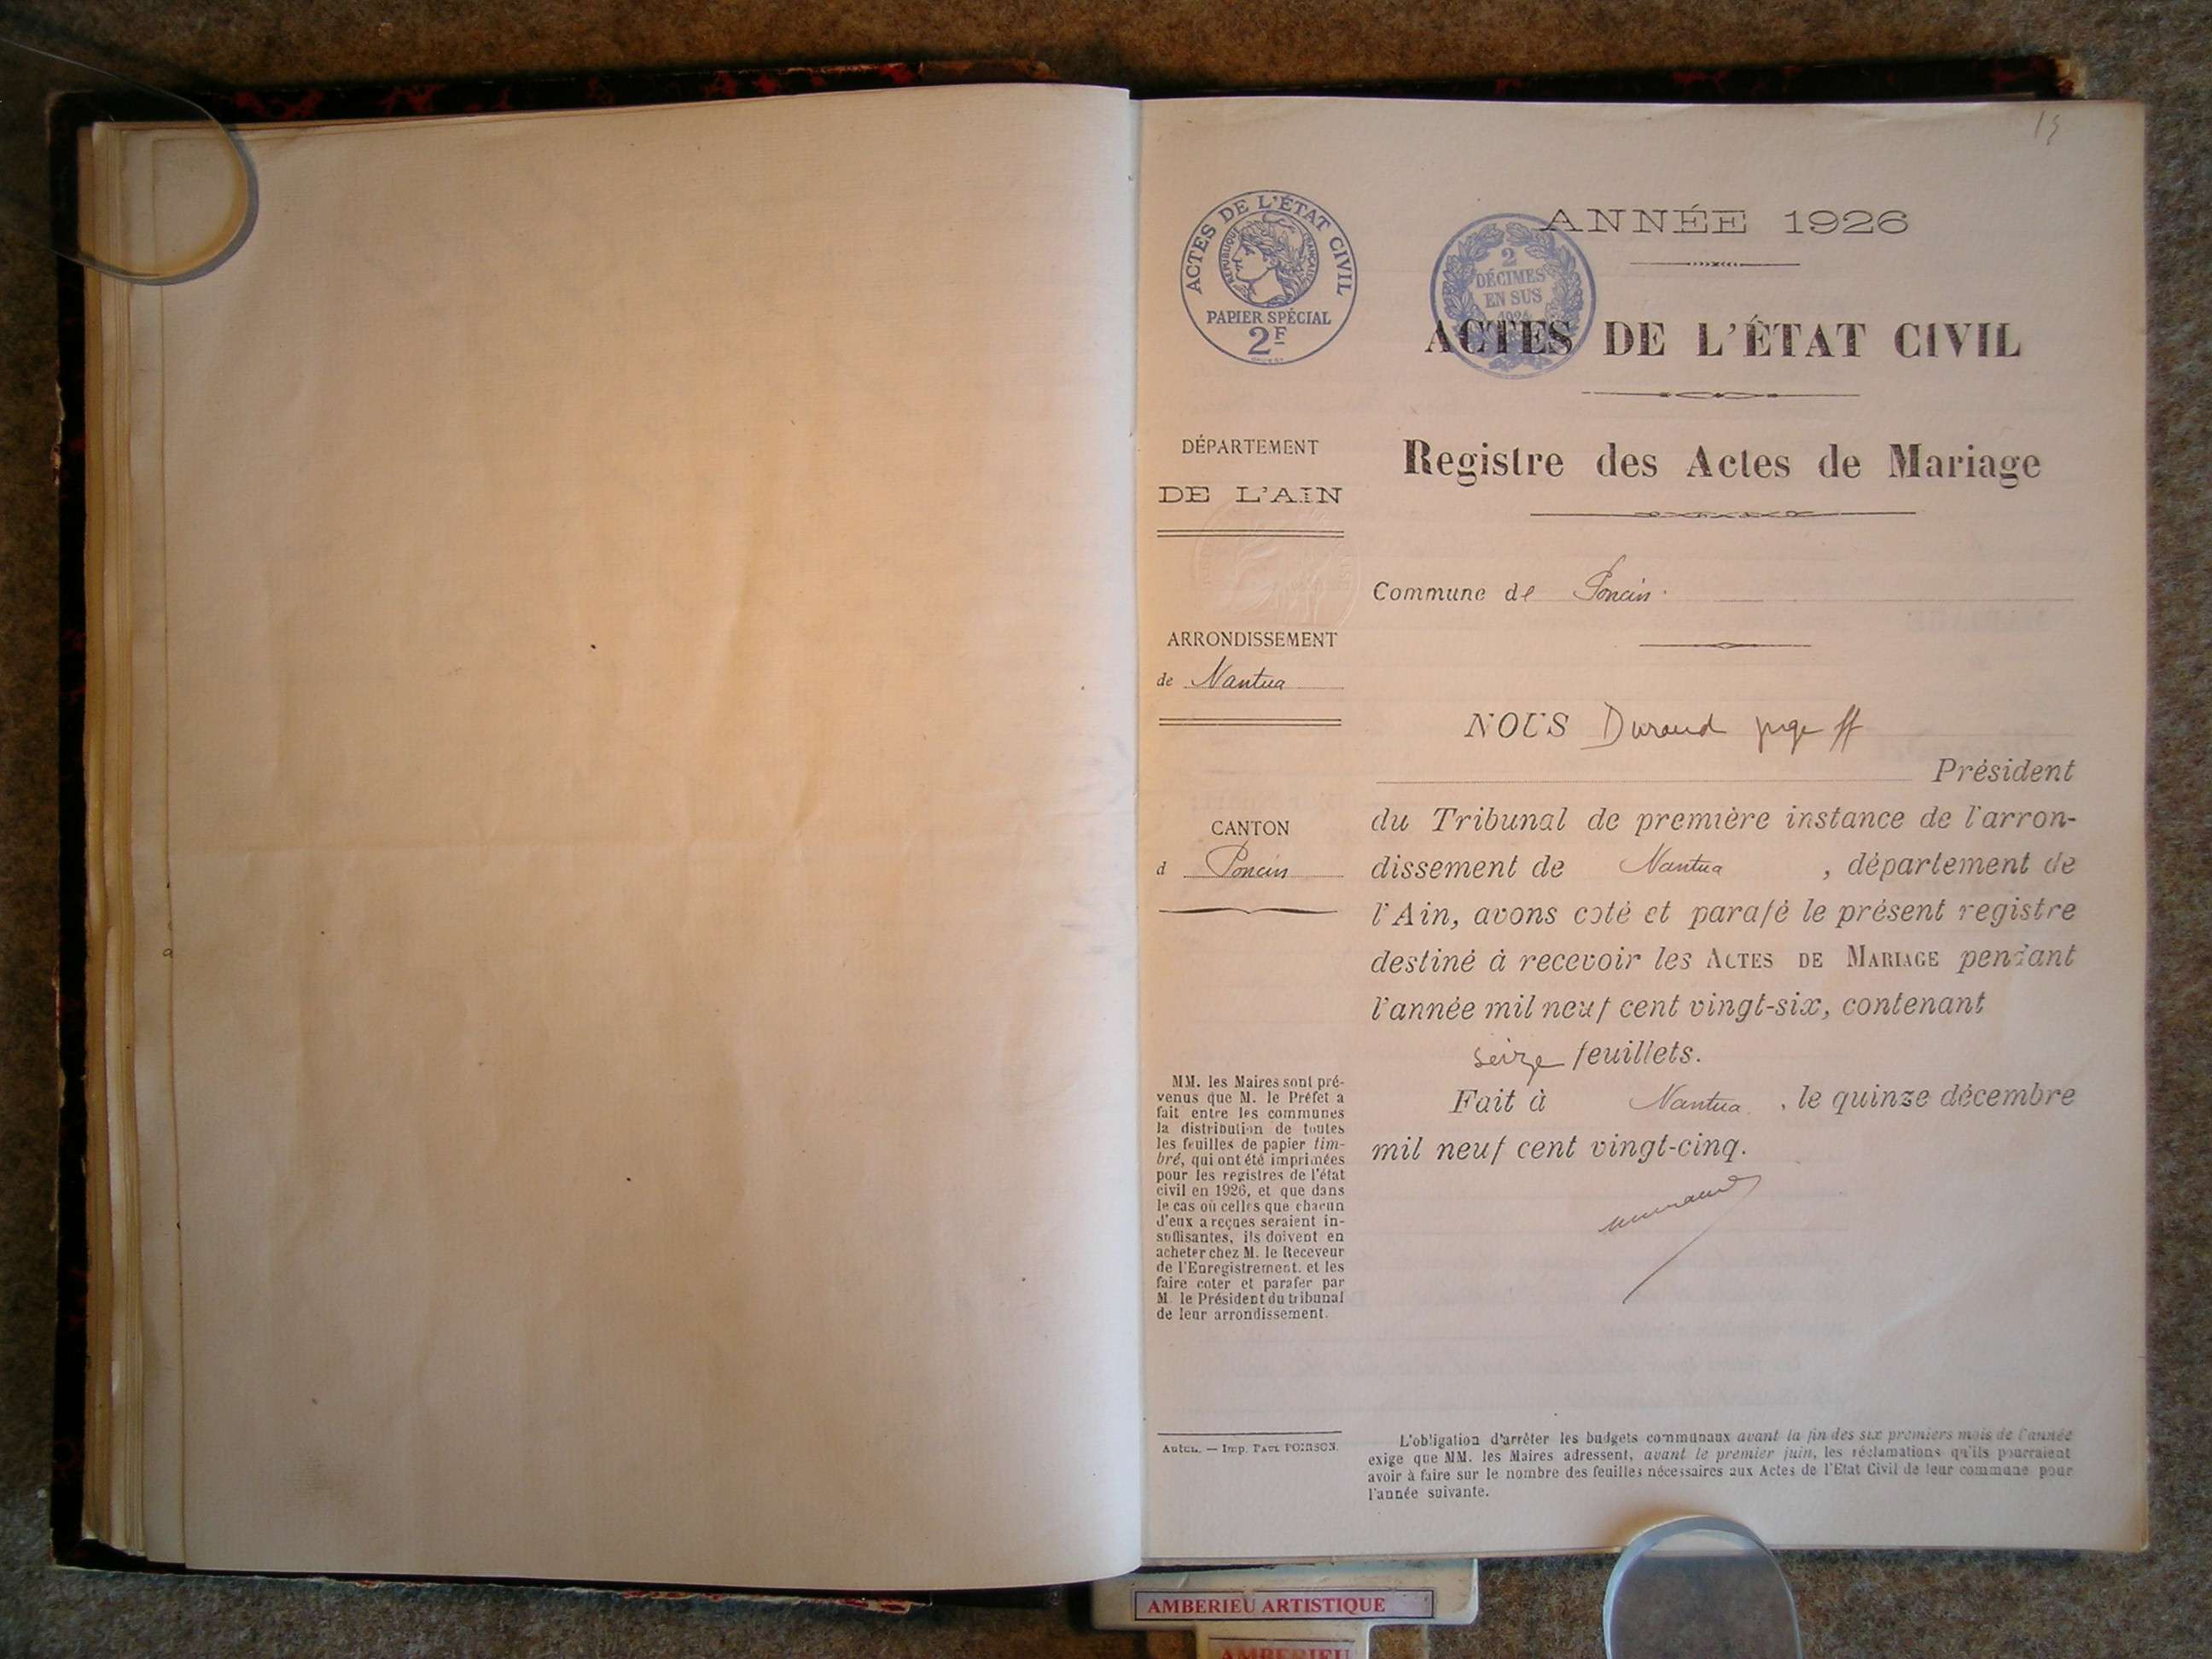 ANNÉE 1926
ACTES DE L'ÉTAT CIVIL
RÉPUBLIQUE FRANÇAISE
PAPIER SPÉCIAL
2F
2
DÉCIMES
EN SUS
1924
ACTES DE L'ÉTAT CIVIL
Registre des Actes de Mariage
DÉPARTEMENT
DE L'AIN
ARRONDISSEMENT
de Nantua
CANTON
d Poncin
MM. les Maires sont pré-
venus que M. le Préfet a
fait entre les communes
la distribution de toutes
les feuilles de papier tim-
bré, qui ont été imprimées
pour les registres de l'état
civil en 1926, et que dans
le cas où celles que chacun
d'eux a reçues seraient in-
suffisantes, ils doivent en
acheter chez M. le Receveur
de l'Enregistrement, et les
faire coter et parafer par
M. le Président du tribunal
de leur arrondissement.
Autun. — Imp. PAUL POIRSON.
Commune de Poncin.
NOUS Durand juge ff
Président
du Tribunal de première instance de l'arron-
dissement de Nantua, département de
l'Ain, avons coté et parafé le présent registre
destiné à recevoir les ACTES DE MARIAGE pendant
l'année mil neuf cent vingt-six, contenant
seize feuillets.
Fait à Nantua, le quinze décembre
mil neuf cent vingt-cinq.
L'obligation d'arrêter les budgets communaux avant la fin des six premiers mois de l'année
exige que MM. les Maires adressent, avant le premier juin, les réclamations qu'ils pourraient
avoir à faire sur le nombre des feuilles nécessaires aux Actes de l'Etat Civil de leur commune pour
l'année suivante.
AMBERIEU ARTISTIQUE
AMBERIEU